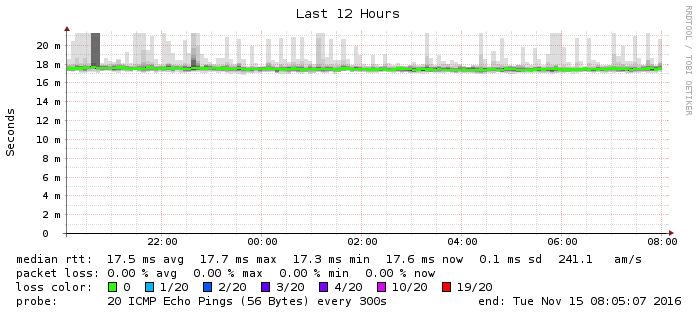 Last 12 Hours
RRDTOOL / TOBI OETIKER
Seconds
20 m
18 m
16 m
14 m
12 m
10 m
8 m
6 m
4 m
2 m
0
22:00 00:00 02:00 04:00 06:00 08:00
median rtt: 17.5 ms avg 17.7 ms max 17.3 ms min 17.6 ms now 0.1 ms sd 241.1 am/s
packet loss: 0.00 % avg 0.00 % max 0.00 % min 0.00 % now
loss color: 0 1/20 2/20 3/20 4/20 10/20 19/20
probe: 20 ICMP Echo Pings (56 Bytes) every 300s end: Tue Nov 15 08:05:07 2016